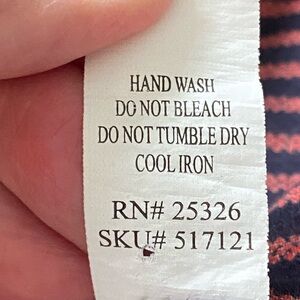 HAND WASH
DO NOT BLEACH
DO NOT TUMBLE DRY
COOL IRON
RN# 25326
SKU# 517121